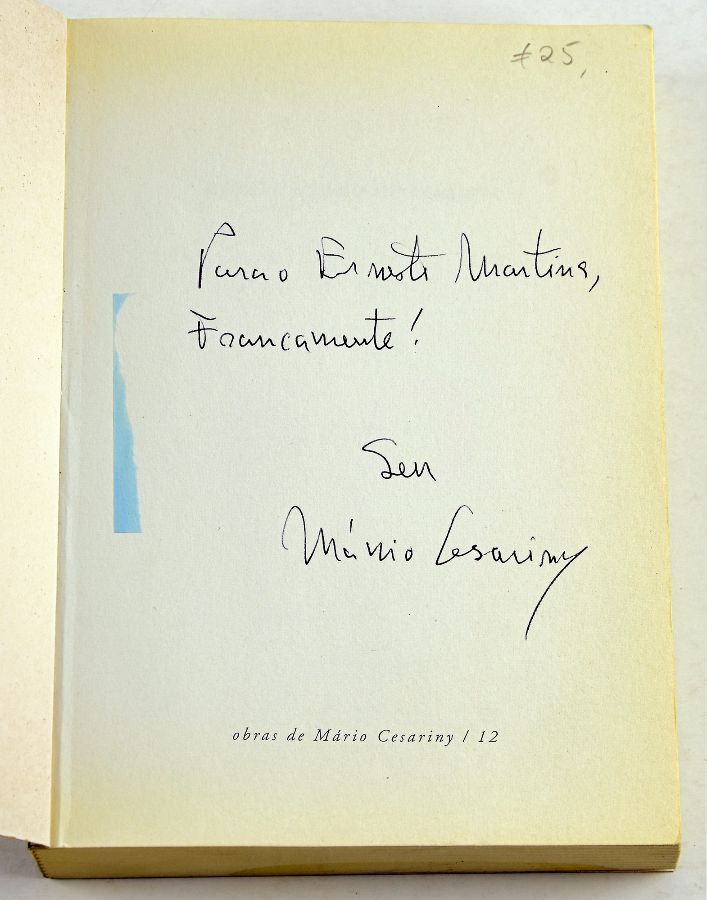 €25,
Para o Ernesto Martins,
Francamente!
Seu
Mário Cesariny
obras de Mário Cesariny / 12